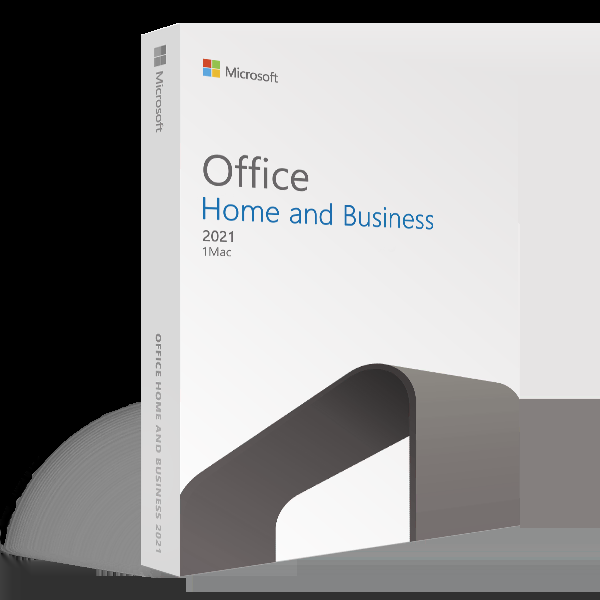 Microsoft
Office
Home and Business
2021
1Mac
Microsoft
OFFICE HOME AND BUSINESS 2021